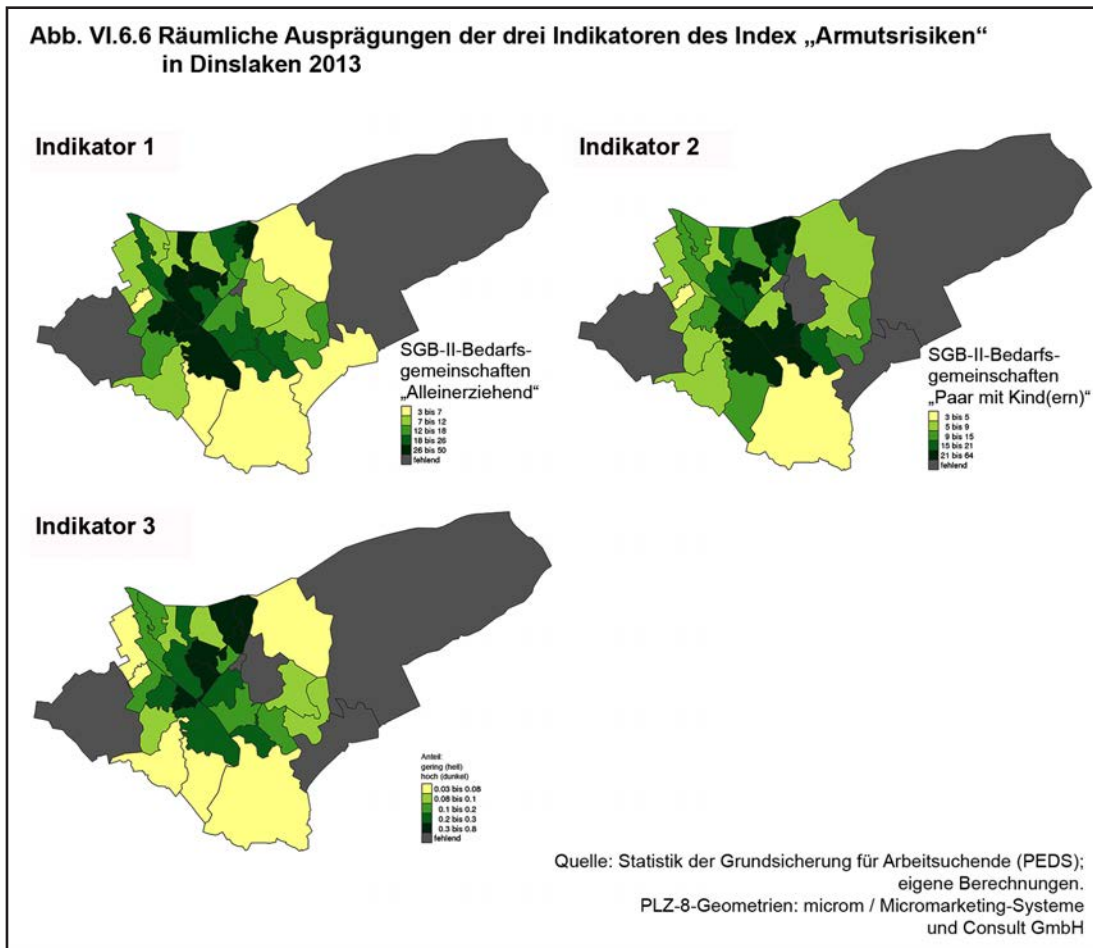 Abb. VI.6.6 Räumliche Ausprägungen der drei Indikatoren des Index „Armutsrisiken“
in Dinslaken 2013
Indikator 1
SGB-II-Bedarfs-
gemeinschaften
„Alleinerziehend“
3 bis 7
7 bis 12
12 bis 18
18 bis 26
26 bis 50
fehlend
Indikator 2
SGB-II-Bedarfs-
gemeinschaften
„Paar mit Kind(ern)“
3 bis 5
5 bis 9
9 bis 15
15 bis 21
21 bis 64
fehlend
Indikator 3
Anteil:
gering (hell)
hoch (dunkel)
0.03 bis 0.08
0.08 bis 0.1
0.1 bis 0.2
0.2 bis 0.3
0.3 bis 0.8
fehlend
Quelle: Statistik der Grundsicherung für Arbeitsuchende (PEDS);
eigene Berechnungen.
PLZ-8-Geometrien: microm / Micromarketing-Systeme
und Consult GmbH